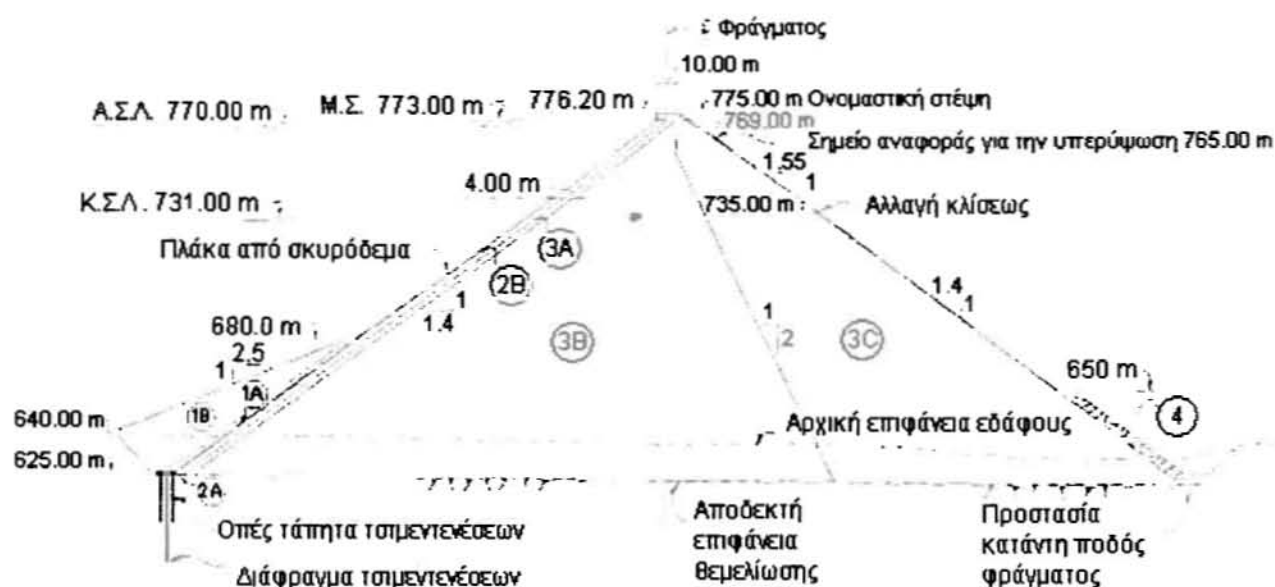 Φράγματος
10.00 m
Α.Σ.Λ. 770.00 m
Μ.Σ. 773.00 m
776.20 m
775.00 m Ονομαστική στέψη
769.00 m
Σημείο αναφοράς για την υπερύψωση 765.00 m
1.55
1
4.00 m
Κ.Σ.Λ. 731.00 m
735.00 m
Αλλαγή κλίσεως
Πλάκα από σκυρόδεμα
3A
2B
1
1.4
1.4
1
680.0 m
2.5
1
3B
1
2
3C
650 m
1A
1B
4
640.00 m
Αρχική επιφάνεια εδάφους
625.00 m
2A
Οπές τάπητα τσιμεντενέσεων
Διάφραγμα τσιμεντενέσεων
Αποδεκτή
επιφάνεια
θεμελίωσης
Προστασία
κατάντη ποδός
φράγματος